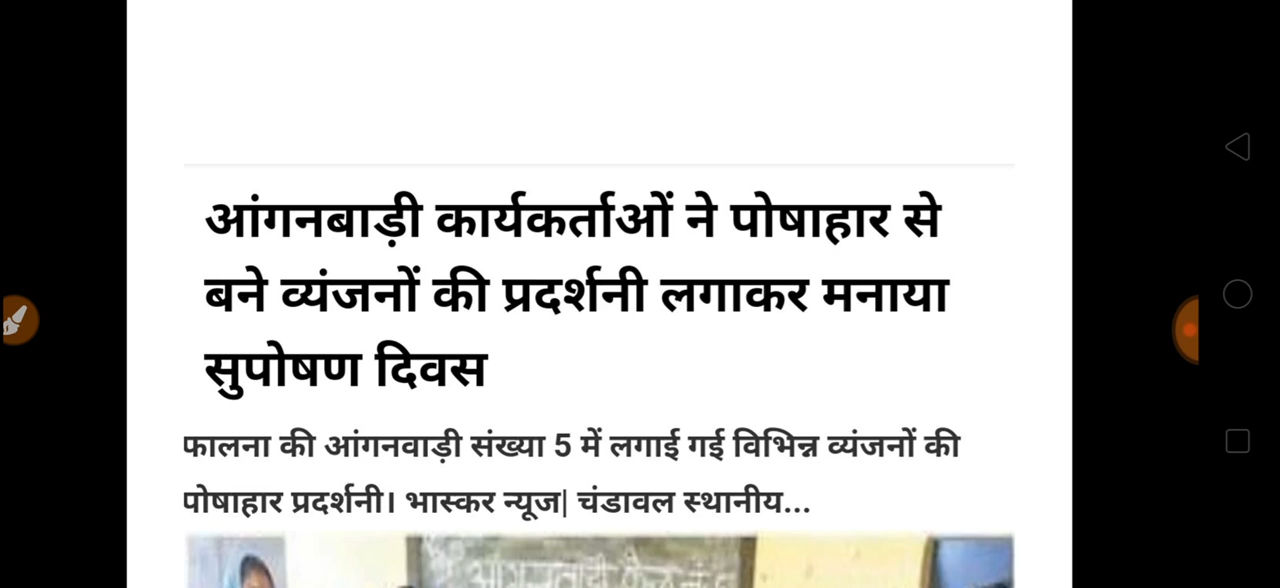 आंगनबाड़ी कार्यकर्ताओं ने पोषाहार से
बने व्यंजनों की प्रदर्शनी लगाकर मनाया
सुपोषण दिवस
फालना की आंगनवाड़ी संख्या 5 में लगाई गई विभिन्न व्यंजनों की
पोषाहार प्रदर्शनी। भास्कर न्यूज| चंडावल स्थानीय...